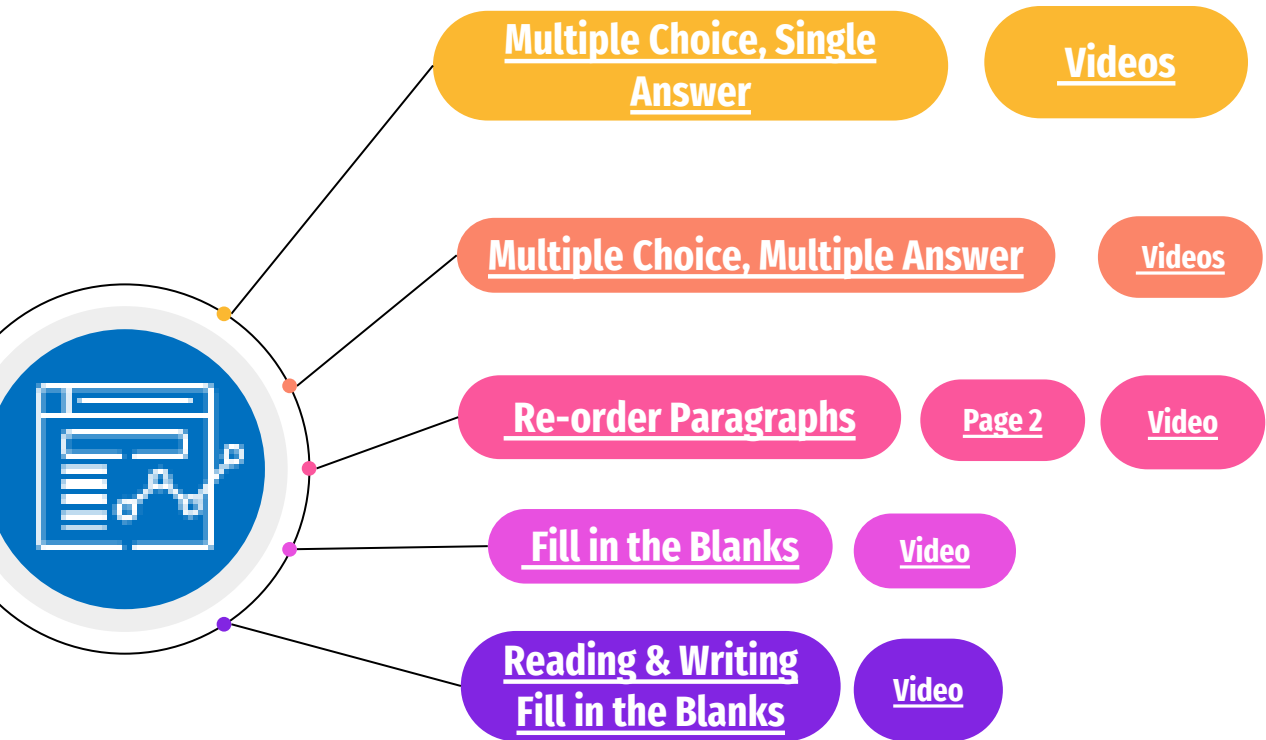 Multiple Choice, Single
Answer
Videos
Multiple Choice, Multiple Answer
Videos
Re-order Paragraphs
Page 2
Video
Fill in the Blanks
Video
Reading & Writing
Fill in the Blanks
Video